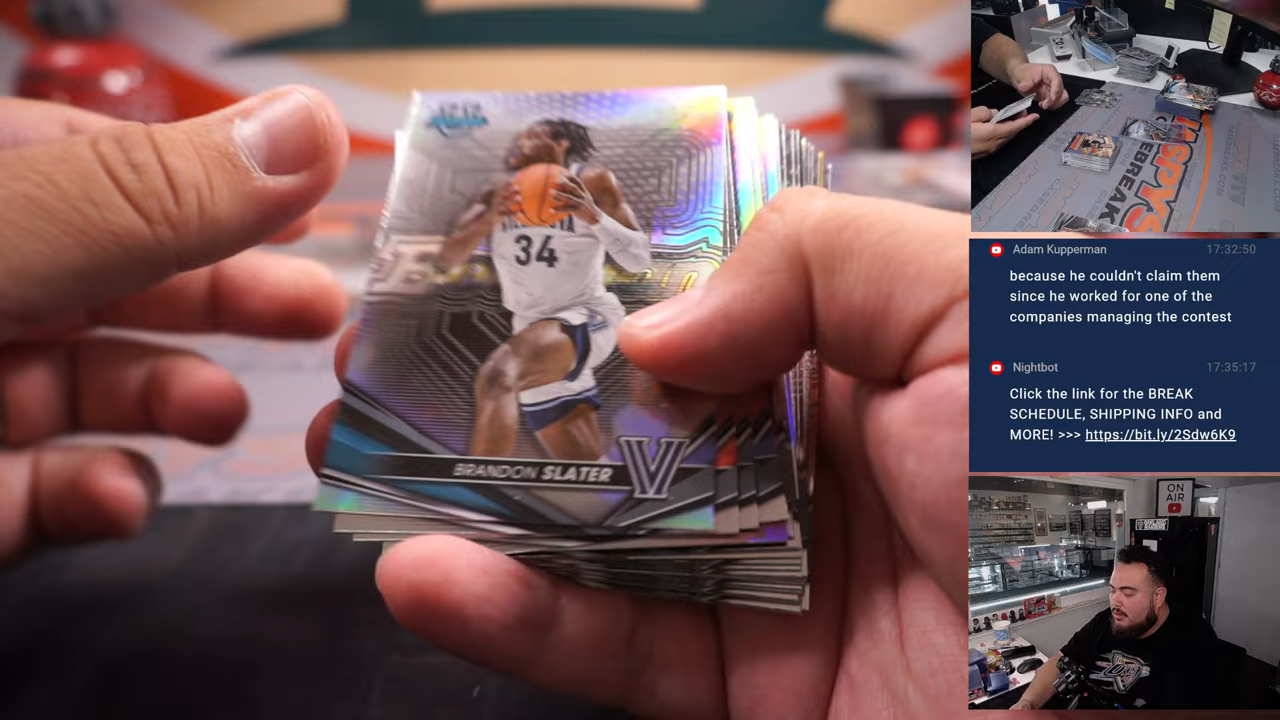 34
BRANDON SLATER
V
JASPYS
CASEBREAKS
Adam Kupperman 17:32:50
because he couldn't claim them
since he worked for one of the
companies managing the contest
Nightbot 17:35:17
Click the link for the BREAK
SCHEDULE, SHIPPING INFO and
MORE! >>> https://bit.ly/2Sdw6K9
ON
AIR